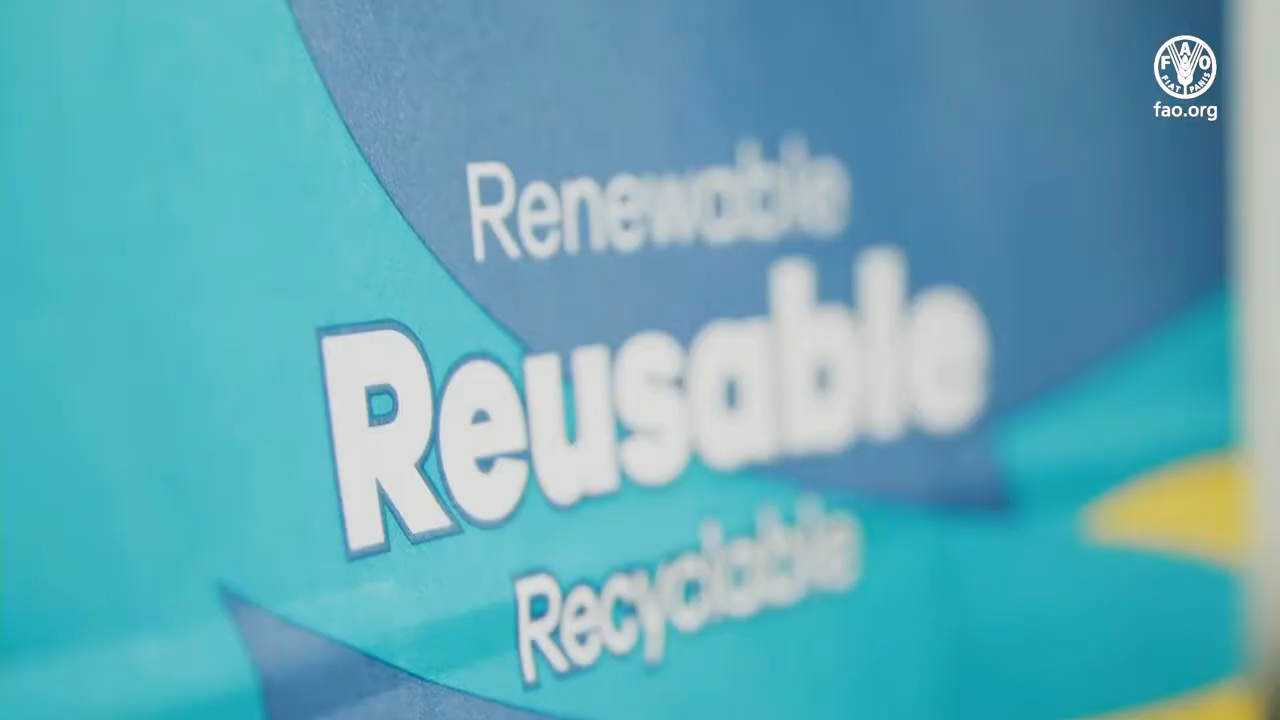 FAO
FIAT PANIS
fao.org
Renewable
Reusable
Recyclable